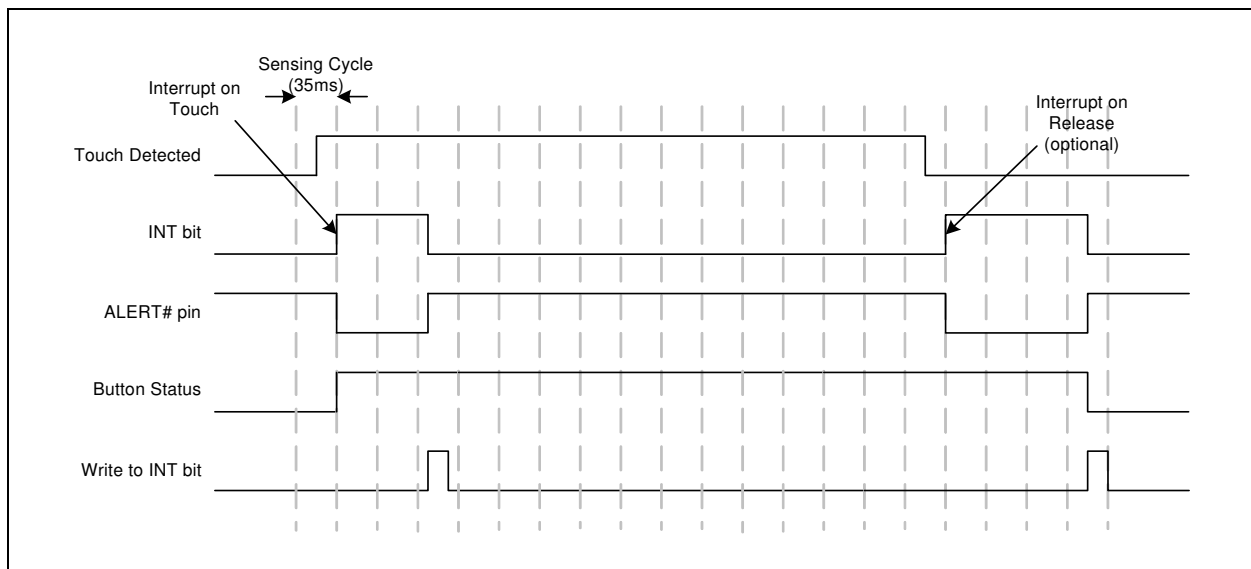 Sensing Cycle
(35ms)
Interrupt on
Touch
Interrupt on
Release
(optional)
Touch Detected
INT bit
ALERT# pin
Button Status
Write to INT bit